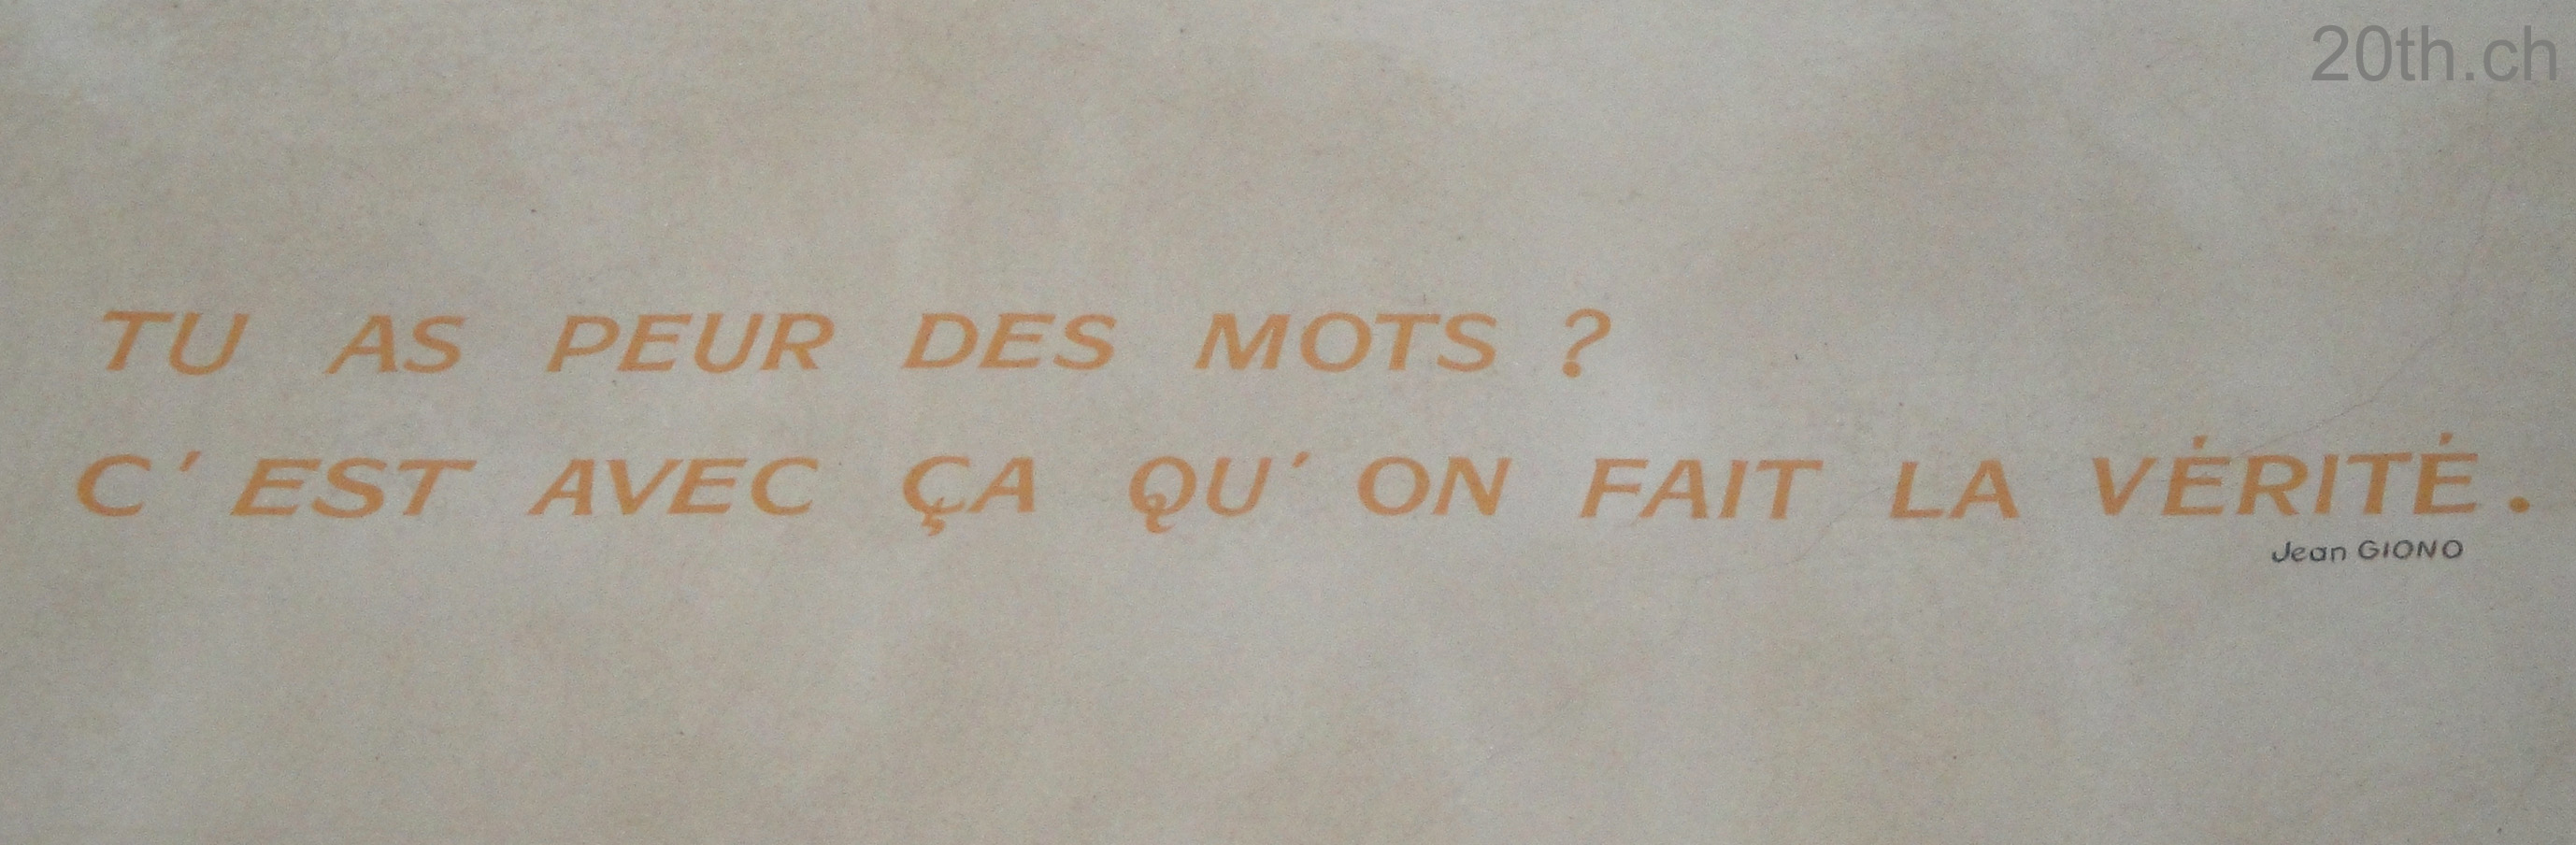 20th.ch
TU AS PEUR DES MOTS ?
C'EST AVEC ÇA QU'ON FAIT LA VÉRITÉ.
Jean GIONO